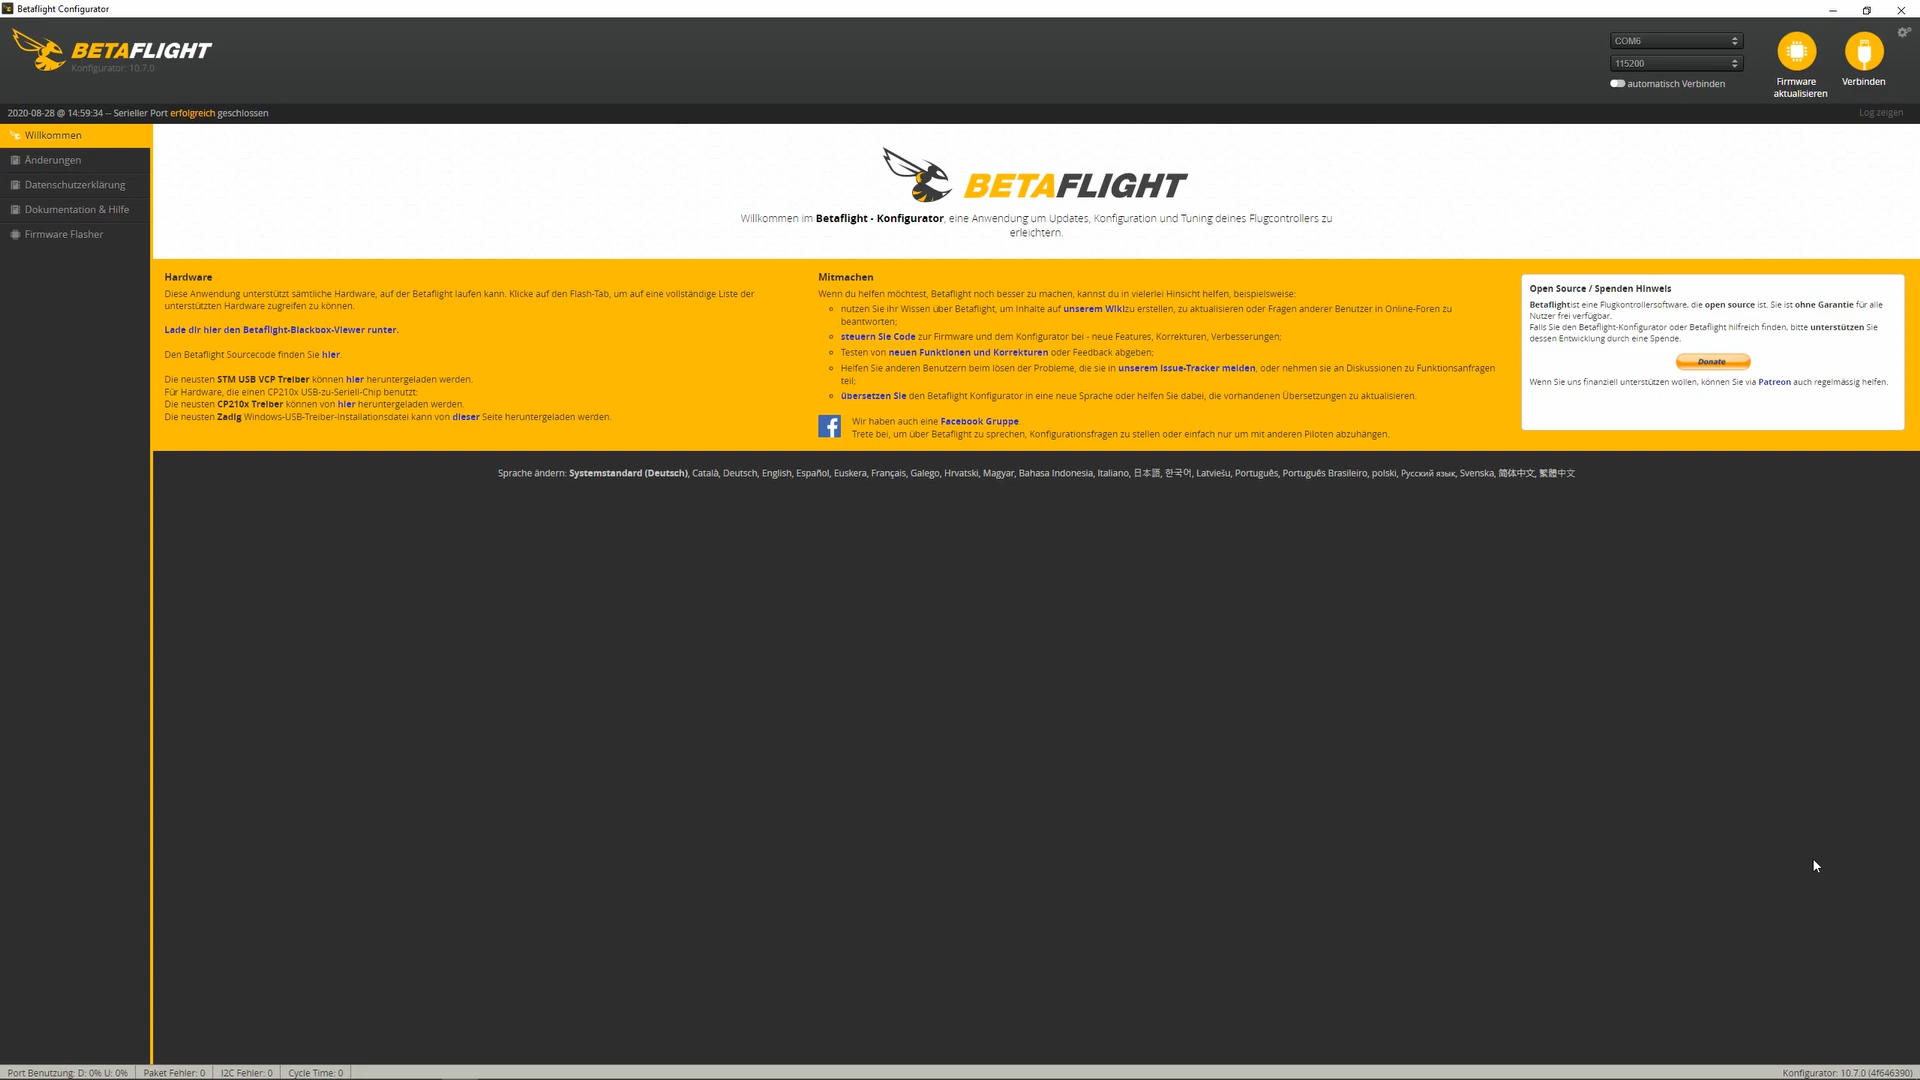 Betaflight Configurator
BETAFLIGHT
Konfigurator: 10.7.0
COM6
115200
automatisch Verbinden
Firmware
aktualisieren
Verbinden
2020-08-28 @ 14:59:34 -- Serieller Port erfolgreich geschlossen
Log zeigen
Willkommen
Änderungen
Datenschutzerklärung
Dokumentation & Hilfe
Firmware Flasher
BETAFLIGHT
Willkommen im Betaflight - Konfigurator, eine Anwendung um Updates, Konfiguration und Tuning deines Flugcontrollers zu
erleichtern.
Hardware
Diese Anwendung unterstützt sämtliche Hardware, auf der Betaflight laufen kann. Klicke auf den Flash-Tab, um auf eine vollständige Liste der
unterstützten Hardware zugreifen zu können.
Lade dir hier den Betaflight-Blackbox-Viewer runter.
Den Betaflight Sourcecode finden Sie hier.
Die neusten STM USB VCP Treiber können hier heruntergeladen werden.
Für Hardware, die einen CP210x USB-zu-Seriell-Chip benutzt:
Die neusten CP210x Treiber können von hier heruntergeladen werden.
Die neusten Zadig Windows-USB-Treiber-Installationsdatei kann von dieser Seite heruntergeladen werden.
Mitmachen
Wenn du helfen möchtest, Betaflight noch besser zu machen, kannst du in vielerlei Hinsicht helfen, beispielsweise:
nutzen Sie ihr Wissen über Betaflight, um Inhalte auf unserem Wikizu erstellen, zu aktualisieren oder Fragen anderer Benutzer in Online-Foren zu
beantworten;
steuern Sie Code zur Firmware und dem Konfigurator bei - neue Features, Korrekturen, Verbesserungen;
Testen von neuen Funktionen und Korrekturen oder Feedback abgeben;
Helfen Sie anderen Benutzern beim lösen der Probleme, die sie in unserem Issue-Tracker melden, oder nehmen sie an Diskussionen zu Funktionsanfragen
teil;
übersetzen Sie den Betaflight Konfigurator in eine neue Sprache oder helfen Sie dabei, die vorhandenen Übersetzungen zu aktualisieren.
Wir haben auch eine Facebook Gruppe.
Trete bei, um über Betaflight zu sprechen, Konfigurationsfragen zu stellen oder einfach nur um mit anderen Piloten abzuhängen.
Open Source / Spenden Hinweis
Betaflightist eine Flugkontrollersoftware, die open source ist. Sie ist ohne Garantie für alle
Nutzer frei verfügbar.
Falls Sie den Betaflight-Konfigurator oder Betaflight hilfreich finden, bitte unterstützen Sie
dessen Entwicklung durch eine Spende.
Donate
Wenn Sie uns finanziell unterstützen wollen, können Sie via Patreon auch regelmässig helfen.
Sprache ändern: Systemstandard (Deutsch), Català, Deutsch, English, Español, Euskera, Français, Galego, Hrvatski, Magyar, Bahasa Indonesia, Italiano, 日本語, 한국어, Latviešu, Português, Português Brasileiro, polski, Русский язык, Svenska, 简体中文, 繁體中文
Port Benutzung: D: 0% U: 0%
Paket Fehler: 0
I2C Fehler: 0
Cycle Time: 0
Konfigurator: 10.7.0 (4f646390)